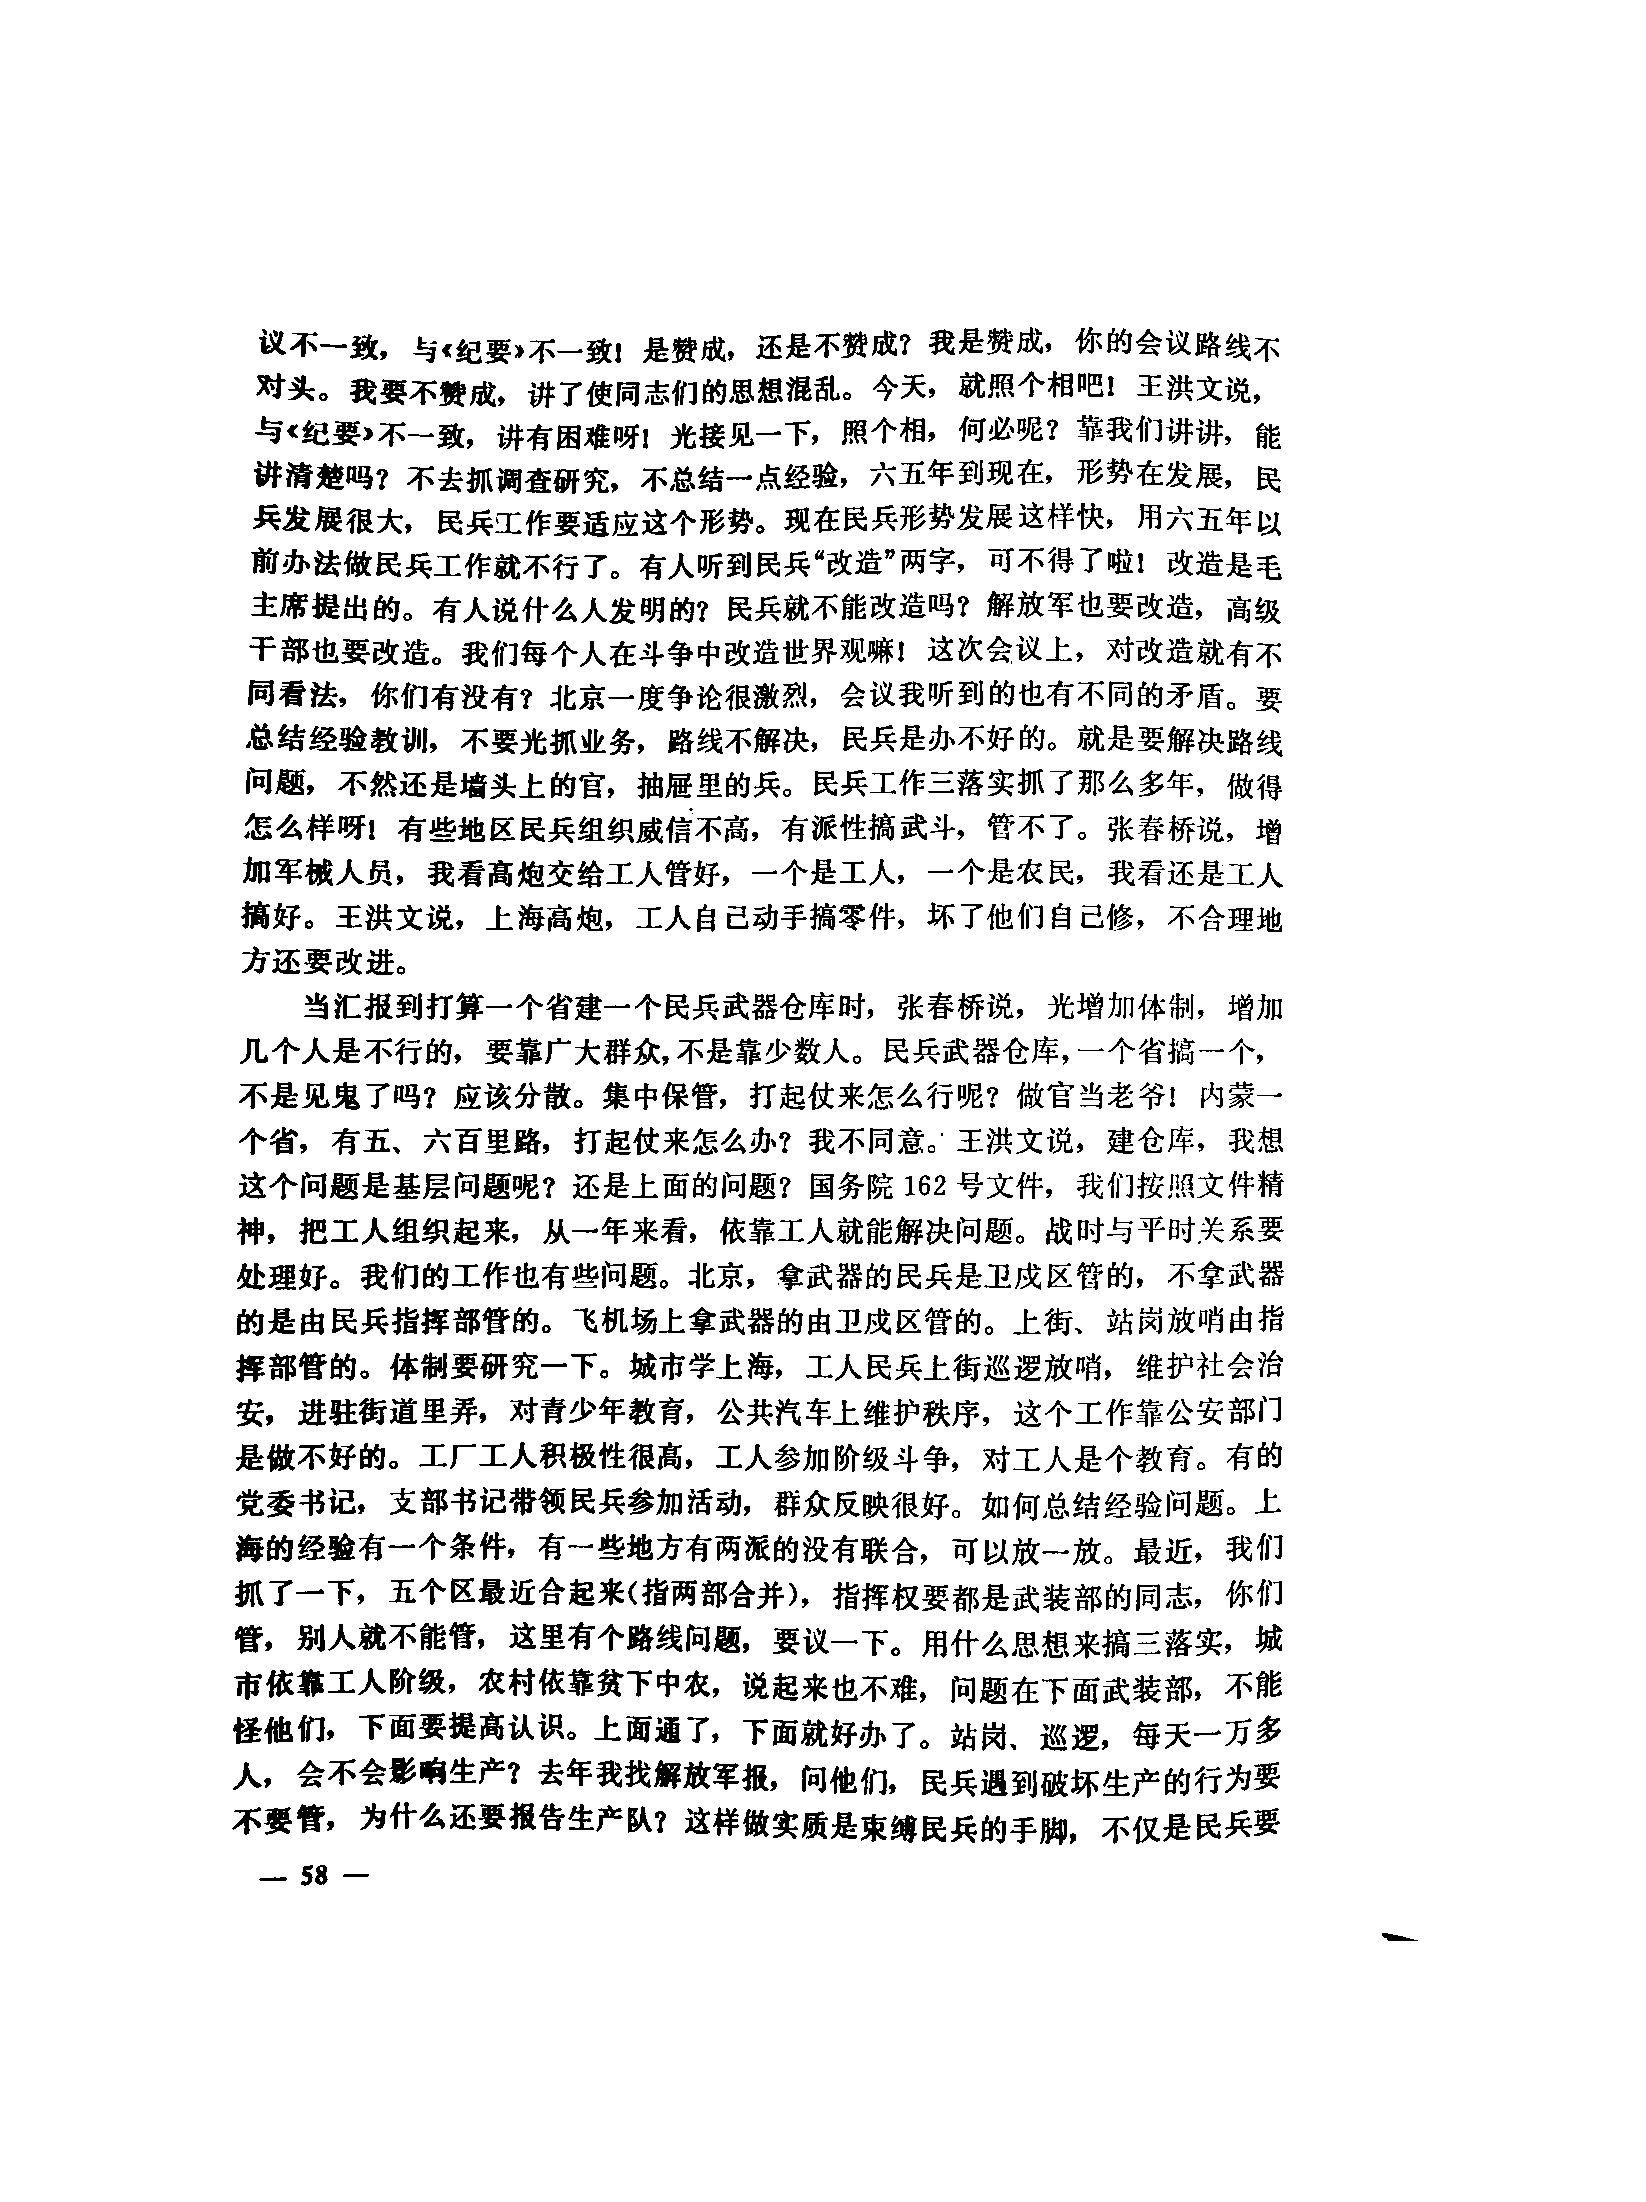 议不一致，与《纪要》不一致！是赞成，还是不赞成？我是赞成，你的会议路线不
对头。我要不赞成，讲了使同志们的思想混乱。今天，就照个相吧！王洪文说，
与《纪要》不一致，讲有困难呀！光接见一下，照个相，何必呢？靠我们讲讲，能
讲清楚吗？不去抓调查研究，不总结一点经验，六五年到现在，形势在发展，民
兵发展很大，民兵工作要适应这个形势。现在民兵形势发展这样快，用六五年以
前办法做民兵工作就不行了。有人听到民兵“改造”两字，可不得了啦！改造是毛
主席提出的。有人说什么人发明的？民兵就不能改造吗？解放军也要改造，高级
干部也要改造。我们每个人在斗争中改造世界观嘛！这次会议上，对改造就有不
同看法，你们有没有？北京一度争论很激烈，会议我听到的也有不同的矛盾。要
总结经验教训，不要光抓业务，路线不解决，民兵是办不好的。就是要解决路线
问题，不然还是墙头上的官，抽屉里的兵。民兵工作三落实抓了那么多年，做得
怎么样呀！有些地区民兵组织威信不高，有派性搞武斗，管不了。张春桥说，增
加军械人员，我看高炮交给工人管好，一个是工人，一个是农民，我看还是工人
搞好。王洪文说，上海高炮，工人自己动手搞零件，坏了他们自己修，不合理地
方还要改进。
当汇报到打算一个省建一个民兵武器仓库时，张春桥说，光增加体制，增加
几个人是不行的，要靠广大群众，不是靠少数人。民兵武器仓库，一个省搞一个，
不是见鬼了吗？应该分散。集中保管，打起仗来怎么行呢？做官当老爷！内蒙一
个省，有五、六百里路，打起仗来怎么办？我不同意。王洪文说，建仓库，我想
这个问题是基层问题呢？还是上面的问题？国务院 162 号文件，我们按照文件精
神，把工人组织起来，从一年来看，依靠工人就能解决问题。战时与平时关系要
处理好。我们的工作也有些问题。北京，拿武器的民兵是卫戍区管的，不拿武器
的是由民兵指挥部管的。飞机场上拿武器的由卫戍区管的。上街、站岗放哨由指
挥部管的。体制要研究一下。城市学上海，工人民兵上街巡逻放哨，维护社会治
安，进驻街道里弄，对青少年教育，公共汽车上维护秩序，这个工作靠公安部门
是做不好的。工厂工人积极性很高，工人参加阶级斗争，对工人是个教育。有的
党委书记，支部书记带领民兵参加活动，群众反映很好。如何总结经验问题。上
海的经验有一个条件，有一些地方有两派的没有联合，可以放一放。最近，我们
抓了一下，五个区最近合起来（指两部合并），指挥权要都是武装部的同志，你们
管，别人就不能管，这里有个路线问题，要议一下。用什么思想来搞三落实，城
市依靠工人阶级，农村依靠贫下中农，说起来也不难，问题在下面武装部，不能
怪他们，下面要提高认识。上面通了，下面就好办了。站岗、巡逻，每天一万多
人，会不会影响生产？去年我找解放军报，问他们，民兵遇到破坏生产的行为要
不要管，为什么还要报告生产队？这样做实质是束缚民兵的手脚，不仅是民兵要
— 58 —